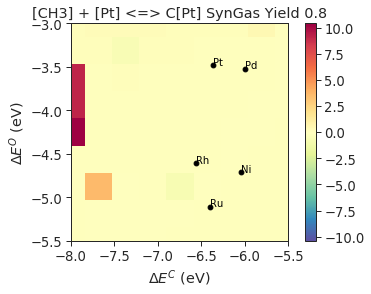 [CH3] + [Pt] <=> C[Pt] SynGas Yield 0.8
−3.0
−3.5
−4.0
−4.5
−5.0
−5.5
ΔE^O (eV)
Pt
Pd
Rh
Ni
Ru
−8.0 −7.5 −7.0 −6.5 −6.0 −5.5
ΔE^C (eV)
10.0
7.5
5.0
2.5
0.0
−2.5
−5.0
−7.5
−10.0